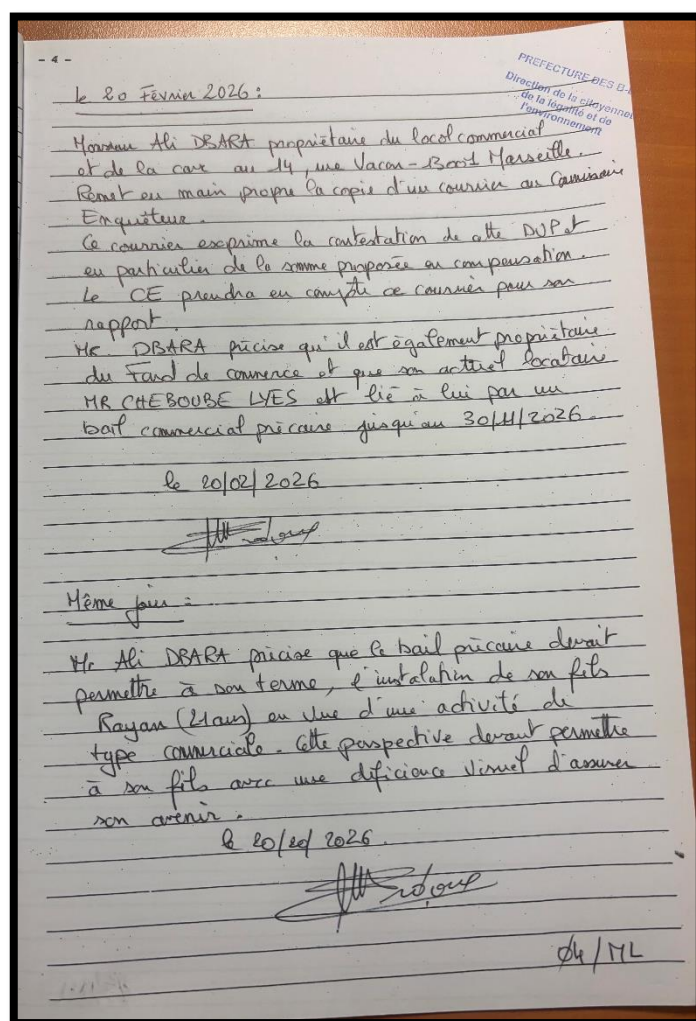 - 4 -
PREFECTURE DES B-
Direction de la citoyennet
de la légalité et de
l'environnement
le 20 Février 2026 :
Monsieur Ali DBARA propriétaire du local commercial
et de la cave au 14, rue Vacon - 13001 Marseille.
Remet en main propre la copie d'un courrier au Commissaire
Enquêteur.
Ce courrier exprime la contestation de cette DUP et
en particulier de la somme proposée en compensation.
Le CE prendra en compte ce courrier pour son
rapport.
Mr. DBARA précise qu'il est également propriétaire
du Fond de commerce et que son actuel locataire
MR CHEBOUBE LYES est lié à lui par un
bail commercial précaire jusqu'au 30/11/2026.
le 20/02/2026
Même jour :
Mr Ali DBARA précise que le bail précaire devait
permettre à son terme, l'instalation de son fils
Rayan (21 ans) en vue d'une activité de
type commerciale. Cette perspective devant permettre
à son fils avec une déficience visuel d'assurer
son avenir.
le 20/20/2026.
04/ML